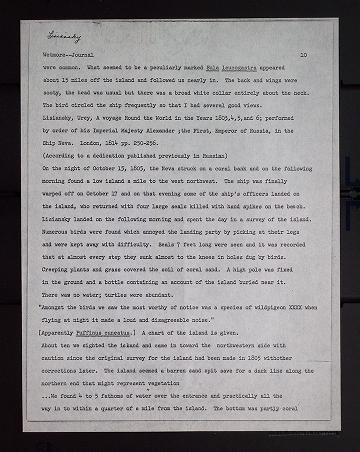 Lisiansky
Wetmore--Journal 10
were common. What seemed to be a peculiarly marked Sula leucogastra appeared
about 15 miles off the island and followed us nearly in. The back and wings were
sooty, the head was usual but there was a broad white collar entirely about the neck.
The bird circled the ship frequently so that I had several good views.
Lisiansky, Urey, A voyage Round the World in the Years 1803,4,5,and 6; performed
by order of his Imperial Majesty Alexander ;the First, Emperor of Russia, in the
Ship Neva. London, 1814 pp. 250-256.
(According to a dedication published previously in Russian)
On the night of October 15, 1805, the Neva struck on a coral bank and on the following
morning found a low island a mile to the west northwest. The ship was finally
warped off on October 17 and on that evening some of the ship's officers landed on
the island, who returned with four large seals killed with hand spikes on the beach.
Lisiansky landed on the following morning and spent the day in a survey of the island.
Numerous birds were found which annoyed the landing party by picking at their legs
and were kept away with difficulty. Seals 7 feet long were seen and it was recorded
that at almost every step they sunk almost to the knees in holes dug by birds.
Creeping plants and grass covered the soil of coral sand. A high pole was fixed
in the ground and a bottle containing an account of the island buried near it.
There was no water; turtles were abundant.
"Amongst the birds we saw the most worthy of notice was a species of wildpigeon XXXX when
flying at night it made a loud and disagreeable noise."
[Apparently Puffinus cuneatus.] A chart of the island is given.
About ten we sighted the island and came in toward the northwestern side with
caution since the original survey for the island had been made in 1805 withother
corrections later. The island seemed a barren sand spit save for a dark line along the
northern end that might represent vegetation
...We found 4 to 5 fathoms of water over the entrance and practically all the
way in to within a quarter of a mile from the island. The bottom was partly coral